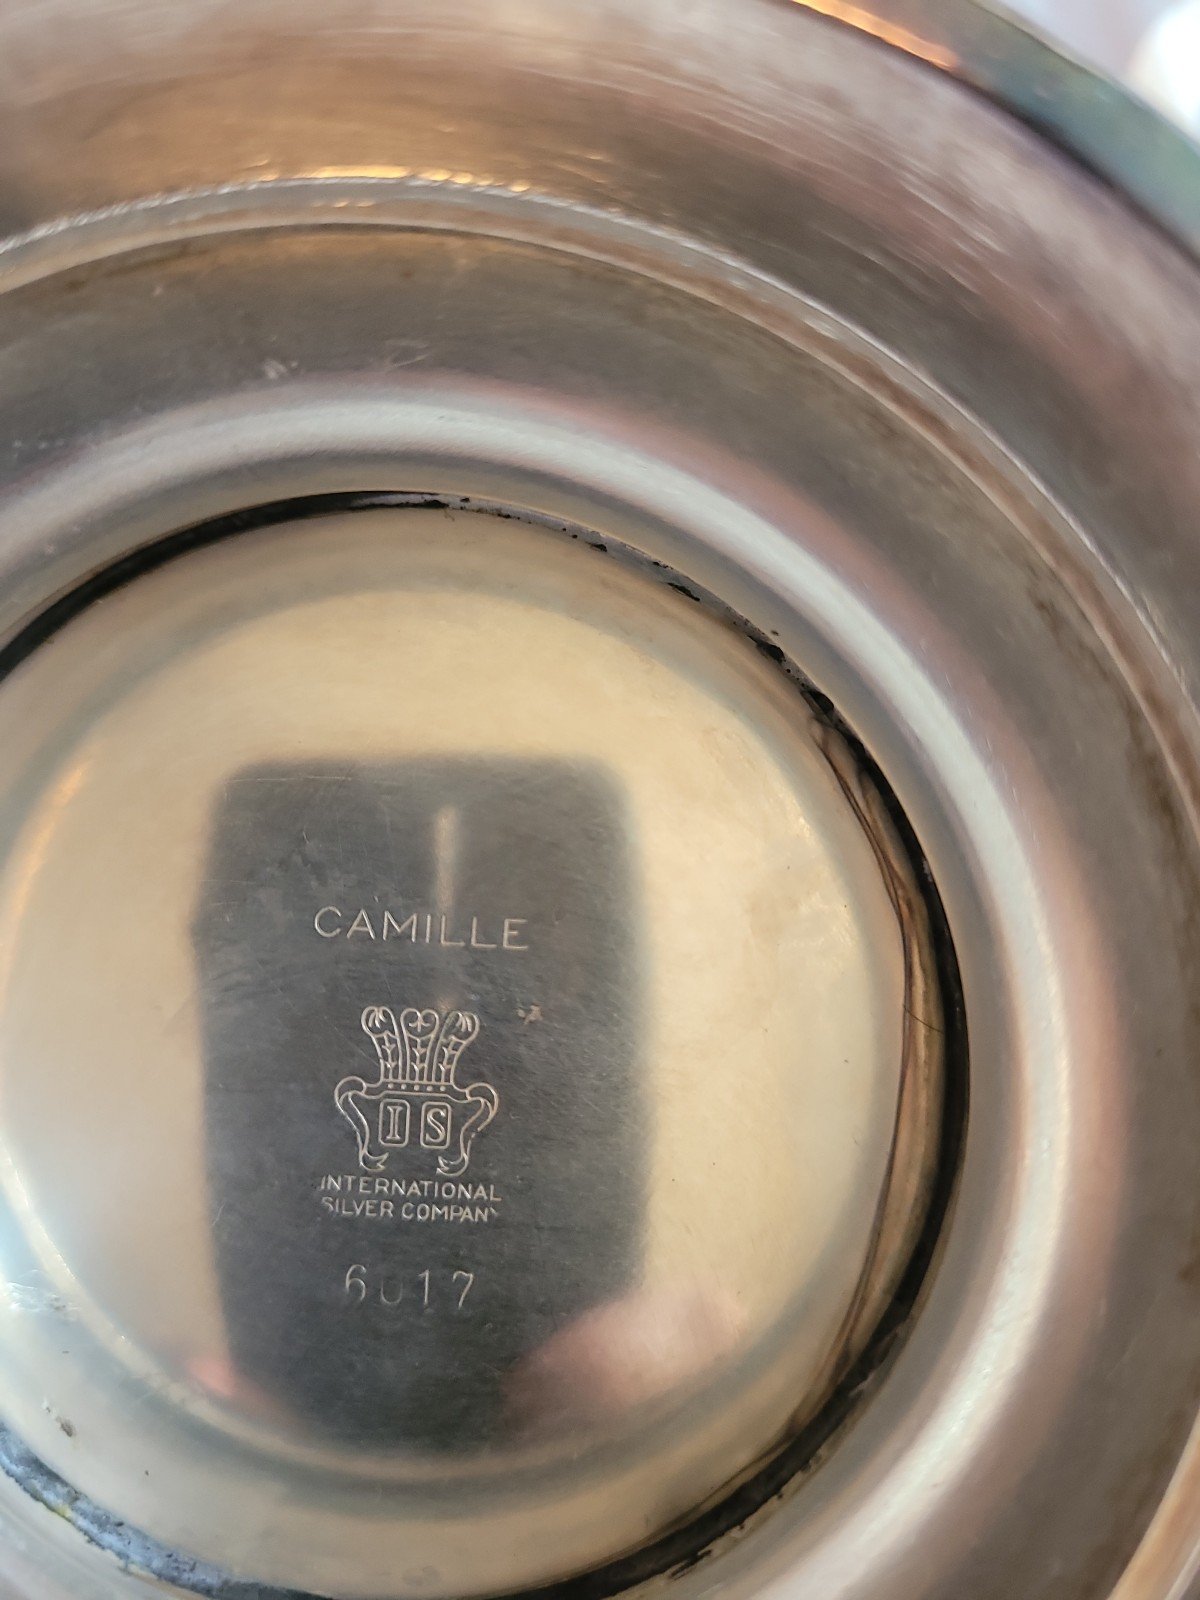 CAMILLE
I S
INTERNATIONAL
SILVER COMPANY
6017